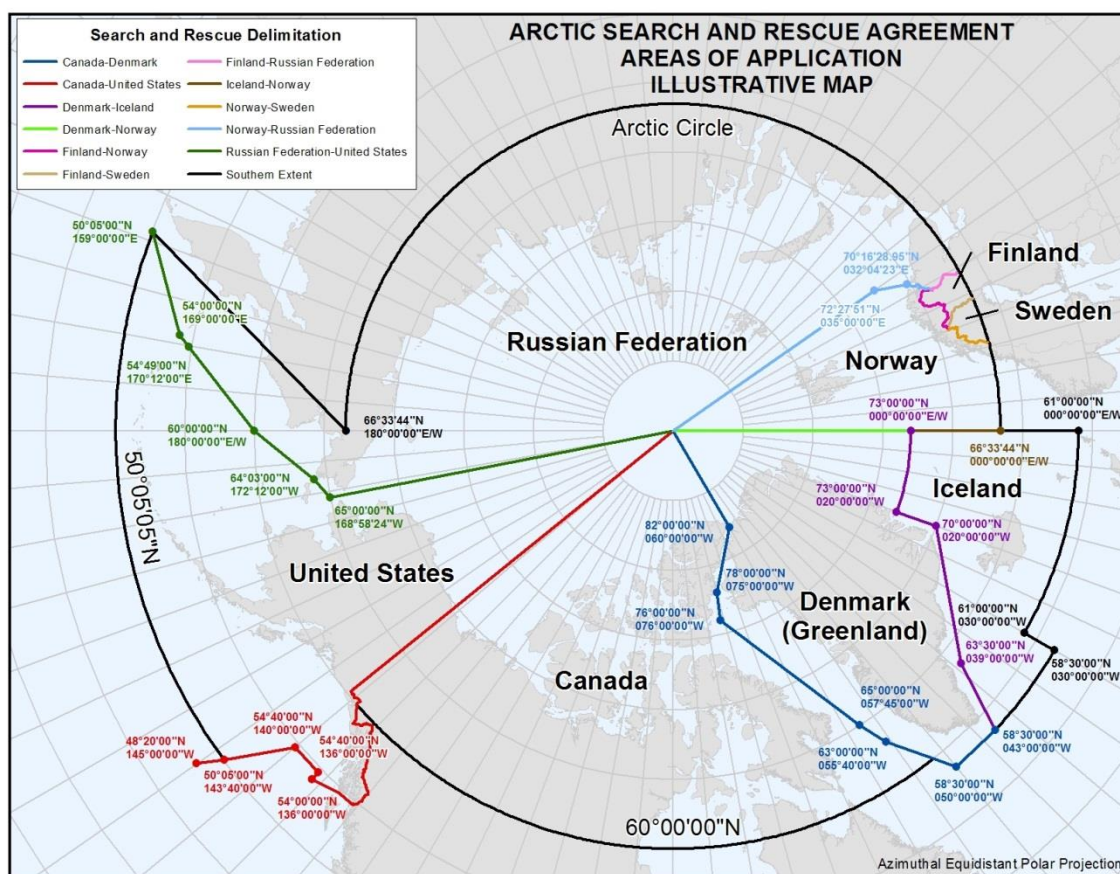 ARCTIC SEARCH AND RESCUE AGREEMENT
AREAS OF APPLICATION
ILLUSTRATIVE MAP
Search and Rescue Delimitation
Canada-Denmark
Canada-United States
Denmark-Iceland
Denmark-Norway
Finland-Norway
Finland-Sweden
Finland-Russian Federation
Iceland-Norway
Norway-Sweden
Norway-Russian Federation
Russian Federation-United States
Southern Extent
Arctic Circle
50°05'00"N
159°00'00"E
54°00'00"N
169°00'00"E
54°49'00"N
170°12'00"E
60°00'00"N
180°00'00"E/W
64°03'00"N
172°12'00"W
65°00'00"N
168°58'24"W
66°33'44"N
180°00'00"E/W
70°16'28.95"N
032°04'23"E
72°27'51"N
035°00'00"E
Finland
Sweden
Norway
Russian Federation
73°00'00"N
000°00'00"E/W
61°00'00"N
000°00'00"E/W
66°33'44"N
000°00'00"E/W
Iceland
73°00'00"N
020°00'00"W
70°00'00"N
020°00'00"W
50°05'05"N
United States
82°00'00"N
060°00'00"W
78°00'00"N
075°00'00"W
76°00'00"N
076°00'00"W
Denmark
(Greenland)
61°00'00"N
030°00'00"W
63°30'00"N
039°00'00"W
58°30'00"N
030°00'00"W
Canada
65°00'00"N
057°45'00"W
63°00'00"N
055°40'00"W
58°30'00"N
043°00'00"W
58°30'00"N
050°00'00"W
54°40'00"N
140°00'00"W
54°40'00"N
136°00'00"W
48°20'00"N
145°00'00"W
50°05'00"N
143°40'00"W
54°00'00"N
136°00'00"W
60°00'00"N
Azimuthal Equidistant Polar Projection